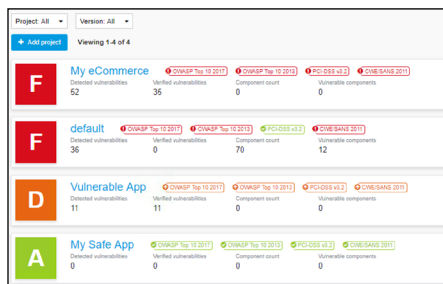 Project: All Version: All
+ Add project Viewing 1-4 of 4
F My eCommerce OWASP Top 10 2017 OWASP Top 10 2013 PCI-DSS v3.2 CWE/SANS 2011
Detected vulnerabilities Verified vulnerabilities Component count Vulnerable components
52 35 0 0
F default OWASP Top 10 2017 OWASP Top 10 2013 PCI-DSS v3.2 CWE/SANS 2011
Detected vulnerabilities Verified vulnerabilities Component count Vulnerable components
36 0 70 12
D Vulnerable App OWASP Top 10 2017 OWASP Top 10 2013 PCI-DSS v3.2 CWE/SANS 2011
Detected vulnerabilities Verified vulnerabilities Component count Vulnerable components
11 11 0 0
A My Safe App OWASP Top 10 2017 OWASP Top 10 2013 PCI-DSS v3.2 CWE/SANS 2011
Detected vulnerabilities Verified vulnerabilities Component count Vulnerable components
0 0 0 0